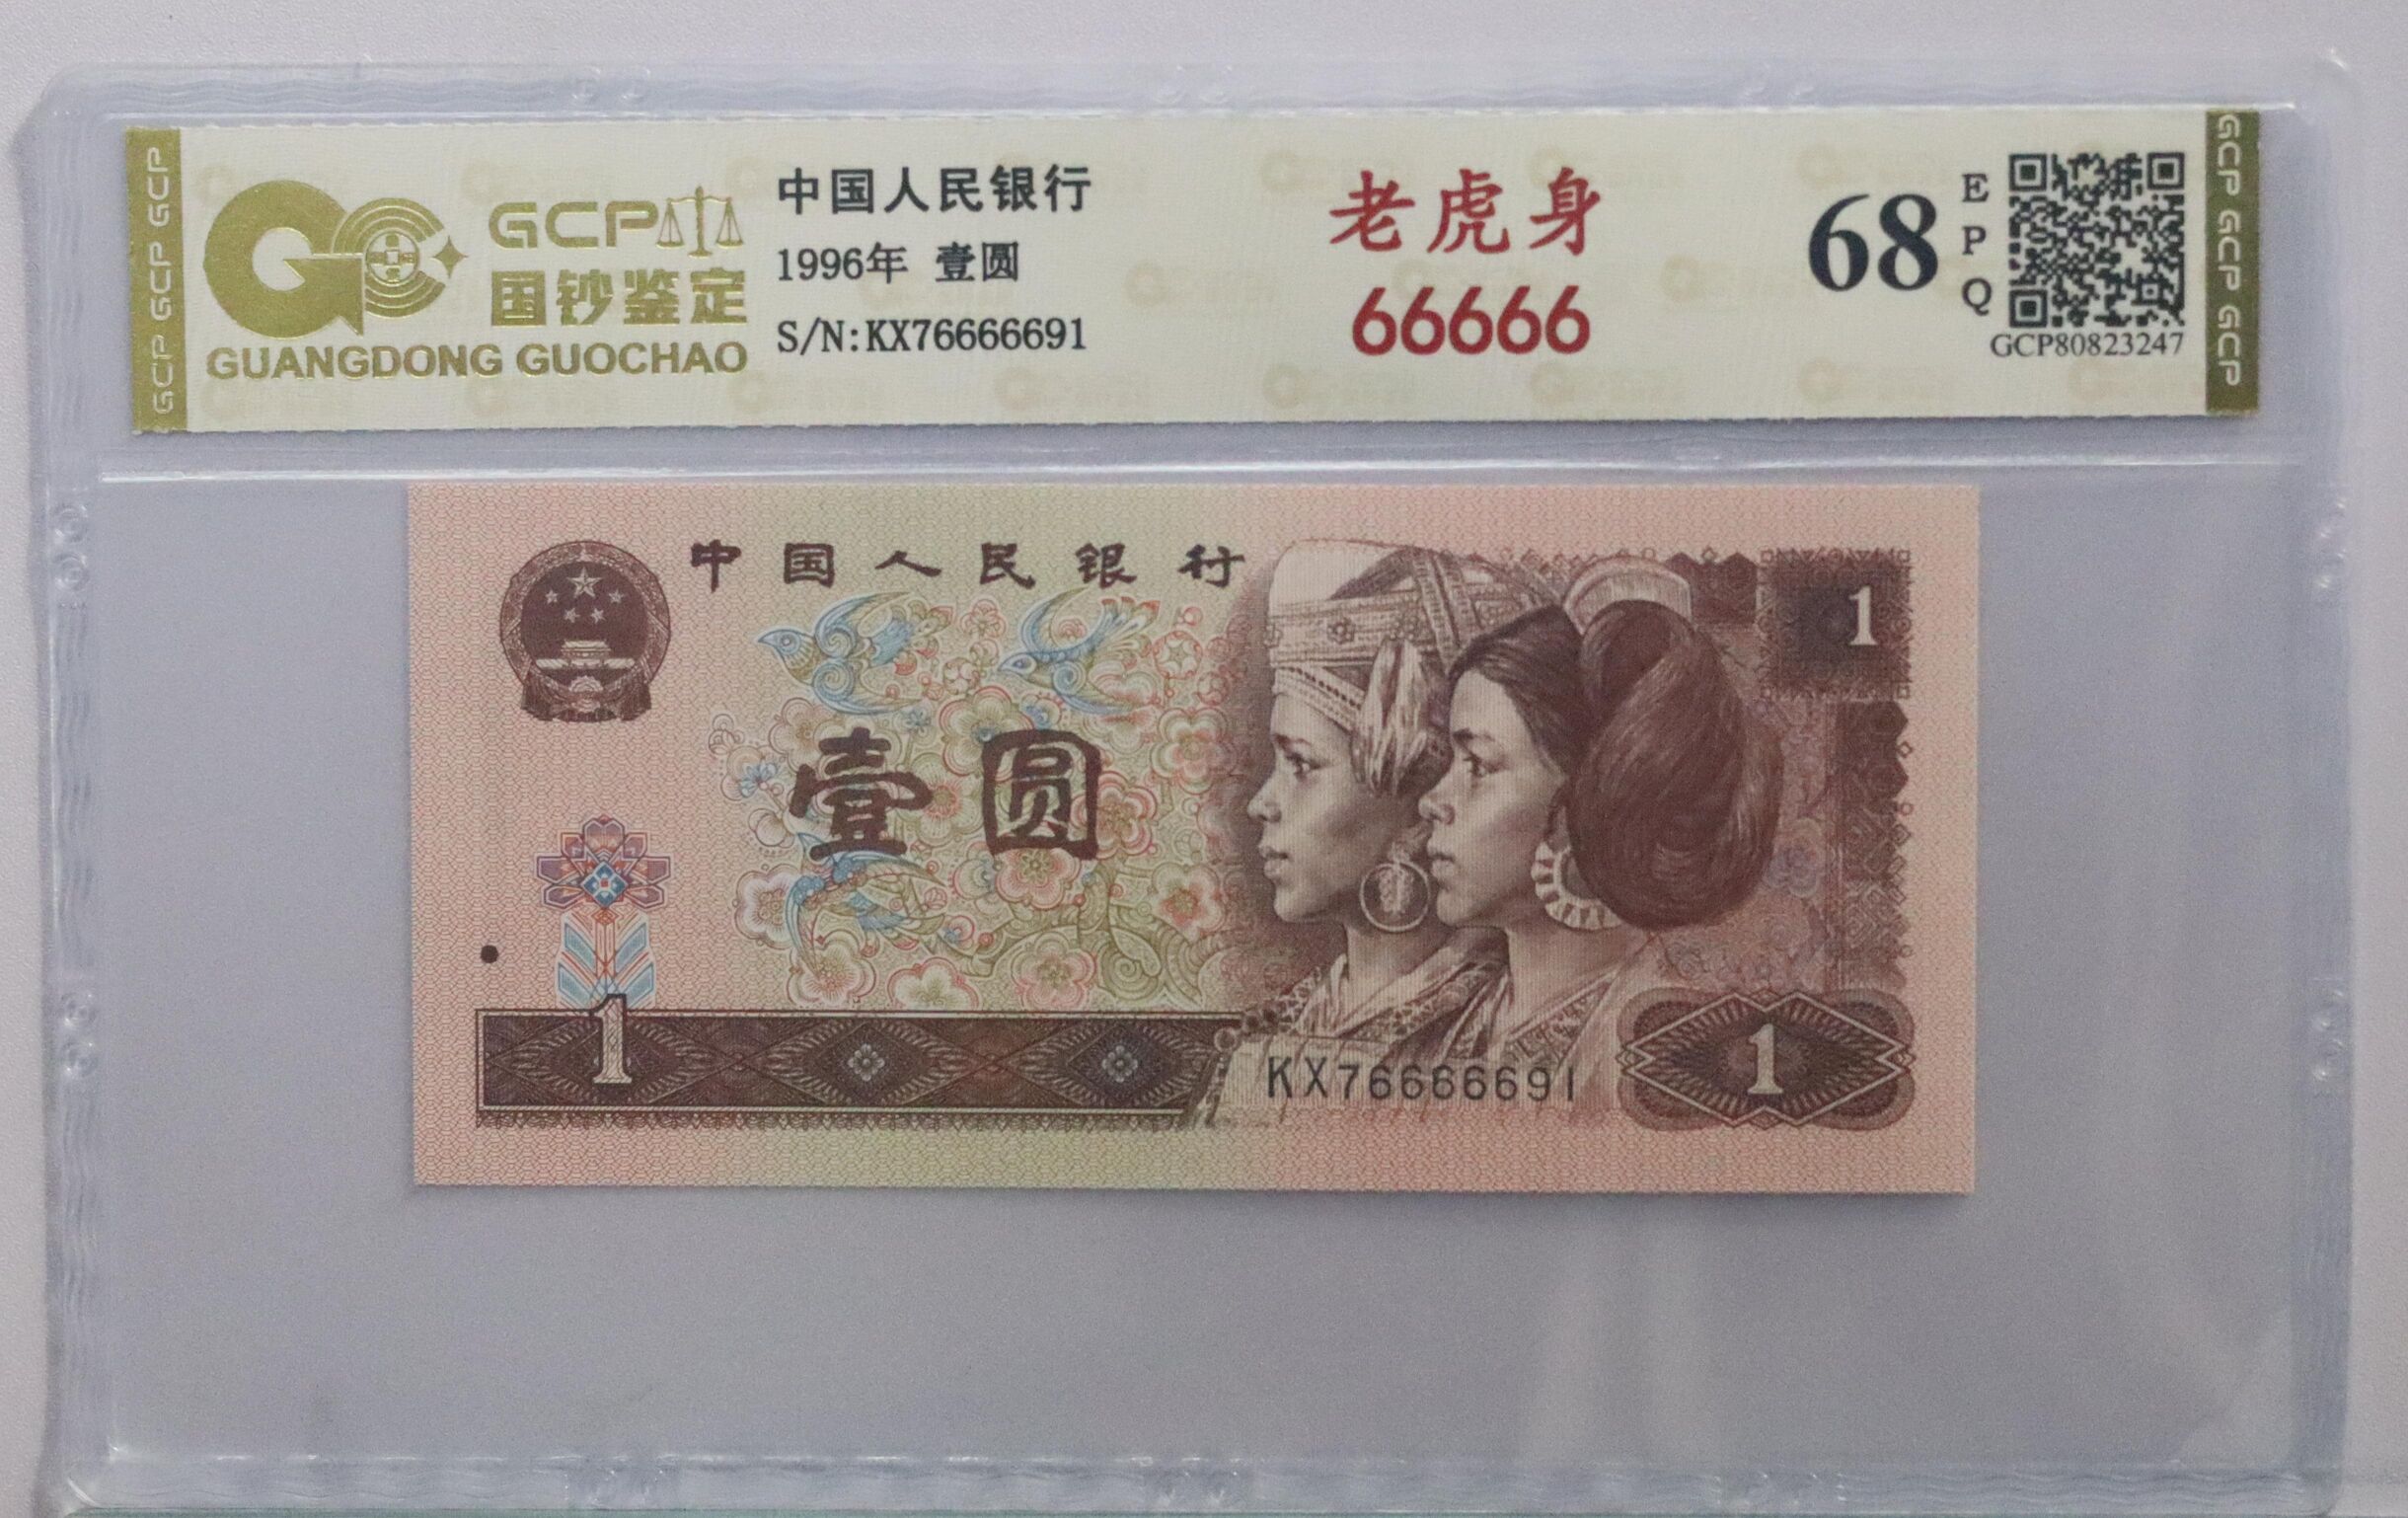 GCP GCP GCP
GCP
国钞鉴定
GUANGDONG GUOCHAO
中国人民银行
1996年 壹圆
S/N:KX76666691
老虎身
66666
68
EPQ
GCP80823247
GCP GCP GCP
中国人民银行
1
壹圆
1
KX76666691
1